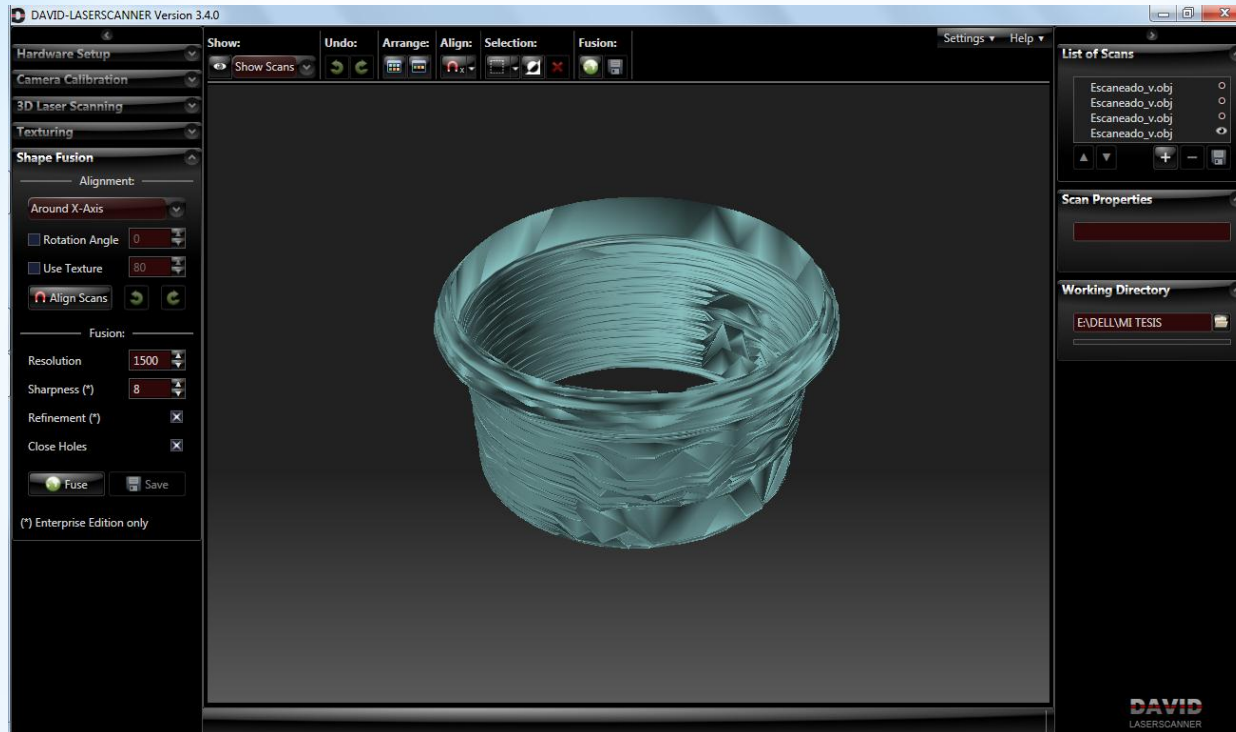 DAVID-LASERSCANNER Version 3.4.0
Hardware Setup
Camera Calibration
3D Laser Scanning
Texturing
Shape Fusion
Alignment:
Around X-Axis
Rotation Angle 0
Use Texture 80
Align Scans
Fusion:
Resolution 1500
Sharpness (*) 8
Refinement (*)
Close Holes
Fuse Save
(*) Enterprise Edition only
Show: Undo: Arrange: Align: Selection: Fusion:
Show Scans
Settings Help
List of Scans
Escaneado_v.obj
Escaneado_v.obj
Escaneado_v.obj
Escaneado_v.obj
Scan Properties
Working Directory
E:\DELL\MI TESIS
DAVID
LASERSCANNER